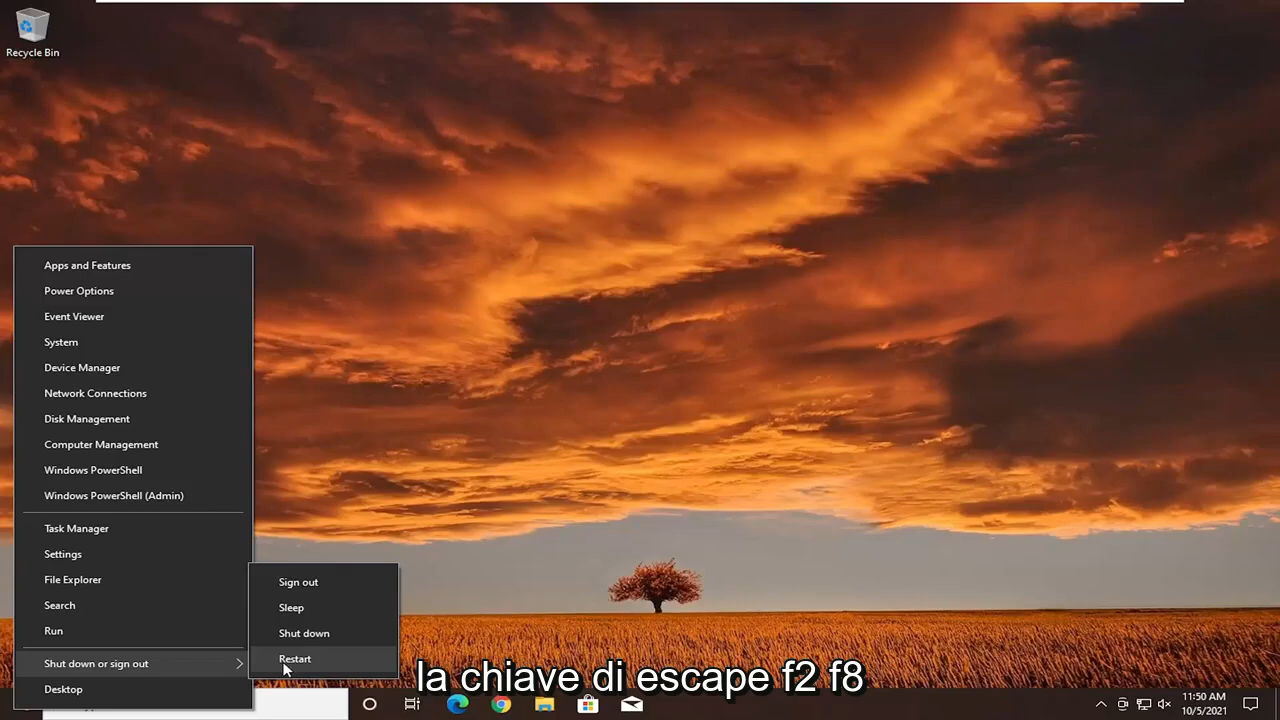 Recycle Bin
Apps and Features
Power Options
Event Viewer
System
Device Manager
Network Connections
Disk Management
Computer Management
Windows PowerShell
Windows PowerShell (Admin)
Task Manager
Settings
File Explorer
Search
Run
Shut down or sign out
Desktop
Sign out
Sleep
Shut down
Restart
la chiave di escape f2 f8
11:50 AM
10/5/2021